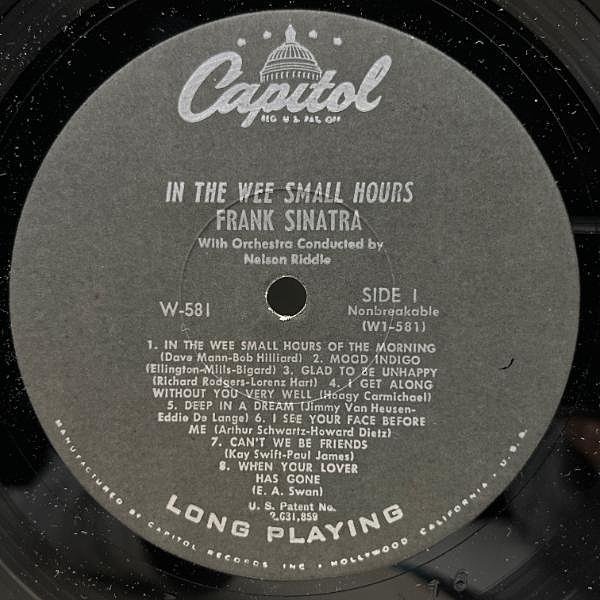 Capitol
REG. U.S. PAT. OFF.
IN THE WEE SMALL HOURS
FRANK SINATRA
With Orchestra Conducted by
Nelson Riddle
W-581
SIDE 1
Nonbreakable
(W1-581)
1. IN THE WEE SMALL HOURS OF THE MORNING
(Dave Mann-Bob Hilliard) 2. MOOD INDIGO
(Ellington-Mills-Bigard) 3. GLAD TO BE UNHAPPY
(Richard Rodgers-Lorenz Hart) 4. I GET ALONG
WITHOUT YOU VERY WELL (Hoagy Carmichael)
5. DEEP IN A DREAM (Jimmy Van Heusen-
Eddie De Lange) 6. I SEE YOUR FACE BEFORE
ME (Arthur Schwartz-Howard Dietz)
7. CAN'T WE BE FRIENDS
(Kay Swift-Paul James)
8. WHEN YOUR LOVER
HAS GONE
(E. A. Swan)
U. S. Patent No.
2,631,859
LONG PLAYING
MANUFACTURED BY CAPITOL RECORDS INC • HOLLYWOOD CALIFORNIA • U.S.A.